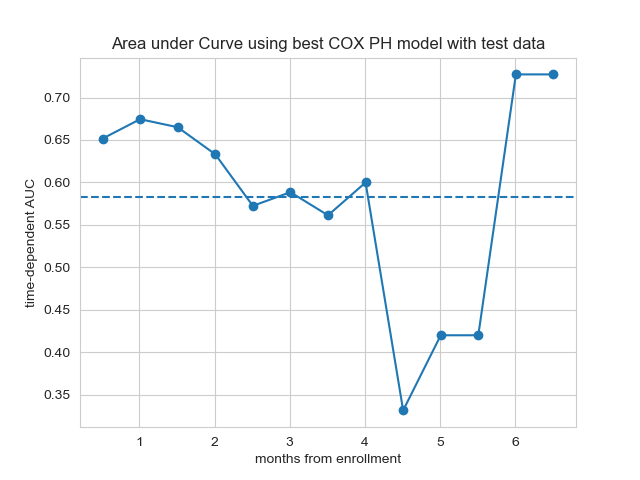 Area under Curve using best COX PH model with test data
time-dependent AUC
0.70
0.65
0.60
0.55
0.50
0.45
0.40
0.35
1 2 3 4 5 6
months from enrollment